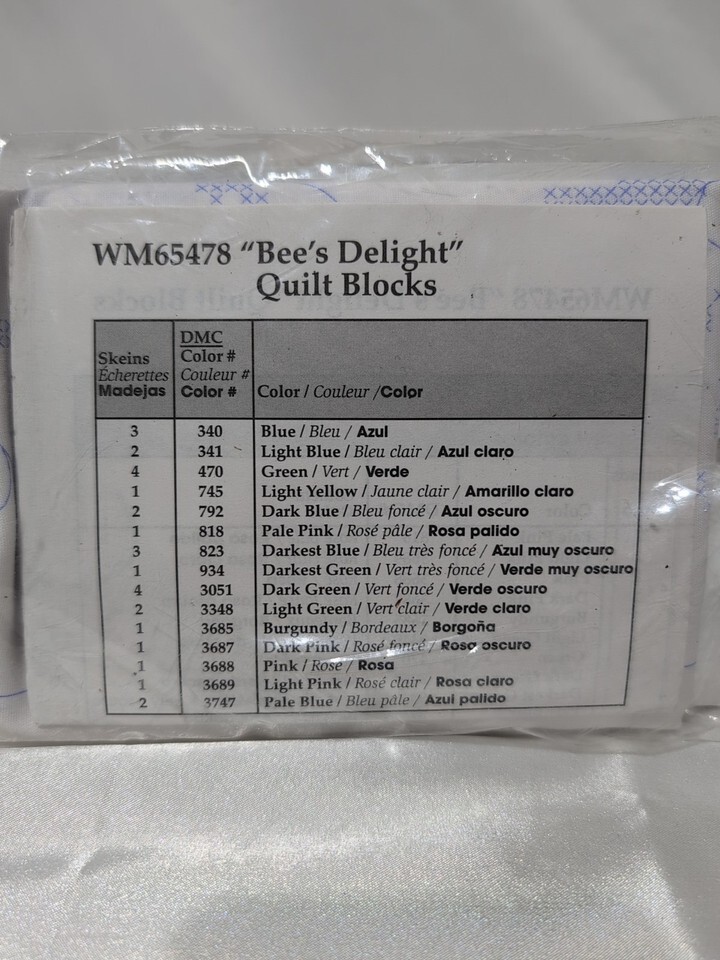 WM65478 “Bee’s Delight”
Quilt Blocks
Skeins
Écherettes
Madejas
DMC
Color #
Couleur #
Color #
Color / Couleur /Color
3 340 Blue / Bleu / Azul
2 341 Light Blue / Bleu clair / Azul claro
4 470 Green / Vert / Verde
1 745 Light Yellow / Jaune clair / Amarillo claro
2 792 Dark Blue / Bleu foncé / Azul oscuro
1 818 Pale Pink / Rosé pâle / Rosa palido
3 823 Darkest Blue / Bleu très foncé / Azul muy oscuro
1 934 Darkest Green / Vert très foncé / Verde muy oscuro
4 3051 Dark Green / Vert foncé / Verde oscuro
2 3348 Light Green / Vert clair / Verde claro
1 3685 Burgundy / Bordeaux / Borgoña
1 3687 Dark Pink / Rosé foncé / Rosa oscuro
1 3688 Pink / Rosé / Rosa
1 3689 Light Pink / Rosé clair / Rosa claro
2 3747 Pale Blue / Bleu pâle / Azul palido